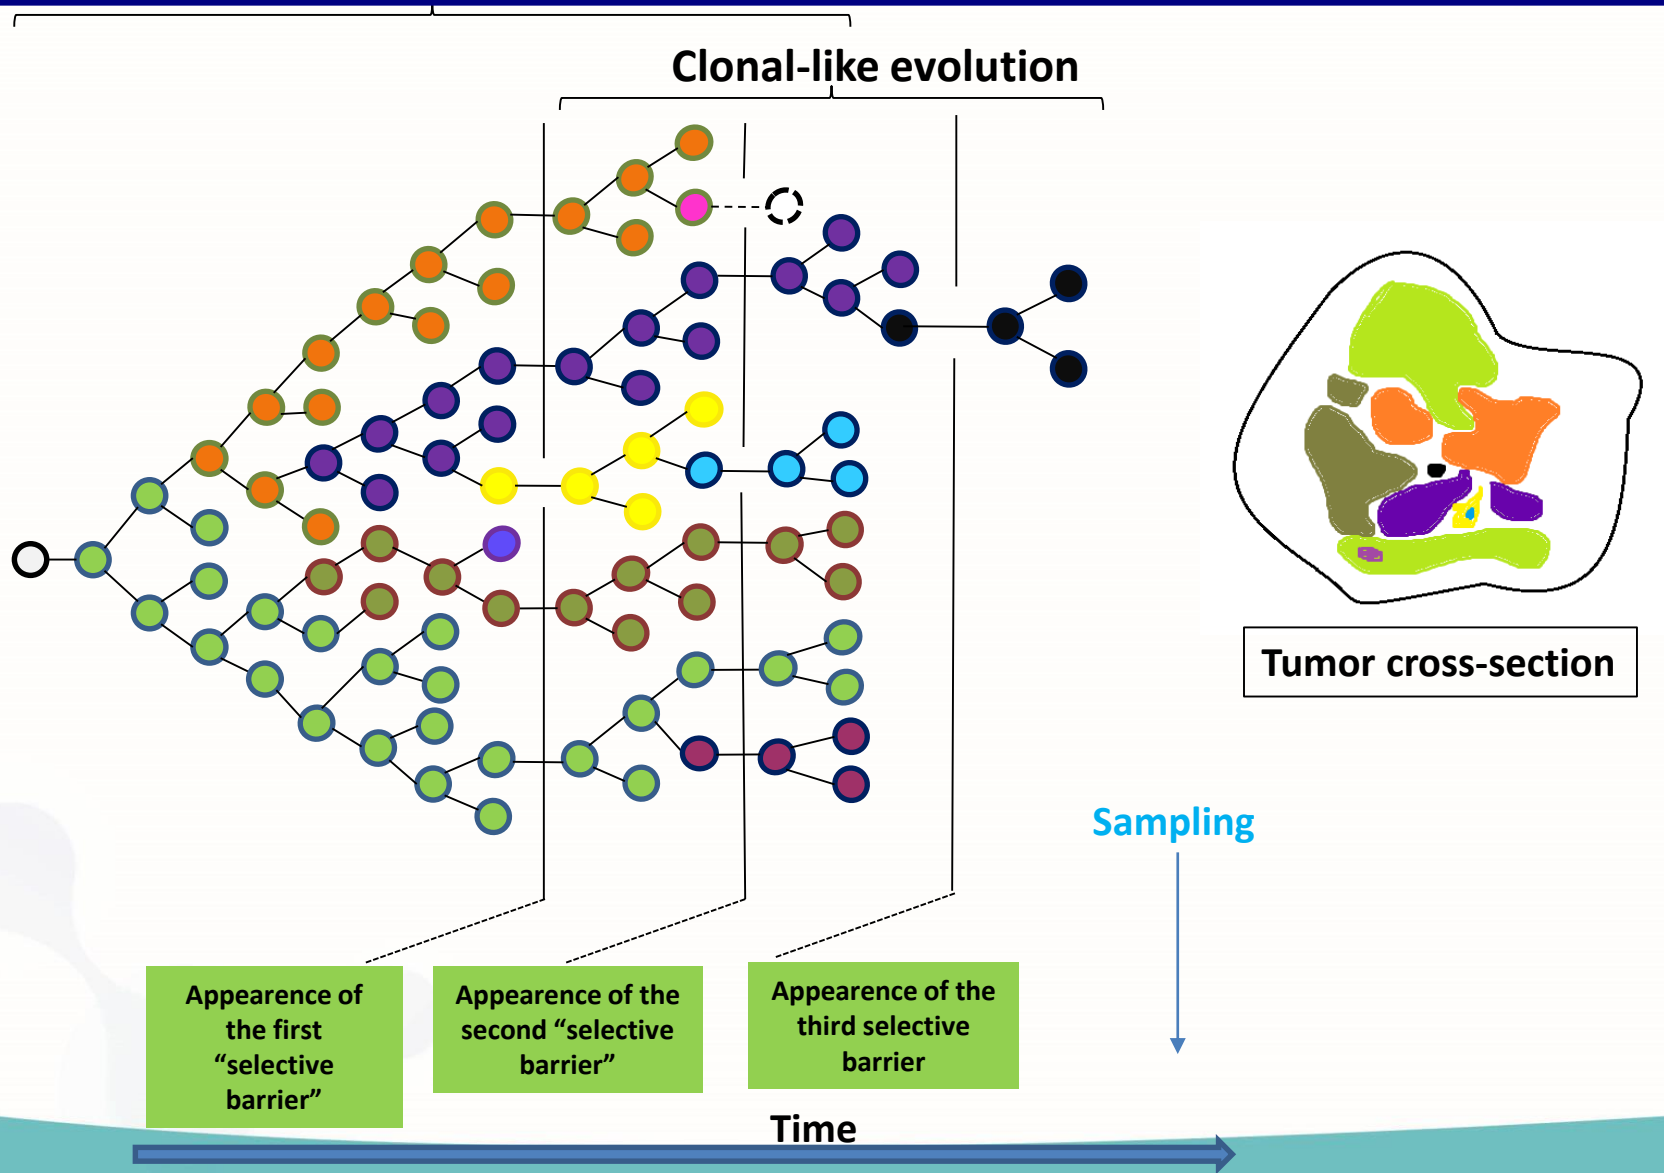 Clonal-like evolution
Tumor cross-section
Sampling
Appearence of
the first
“selective
barrier”
Appearence of the
second “selective
barrier”
Appearence of the
third selective
barrier
Time